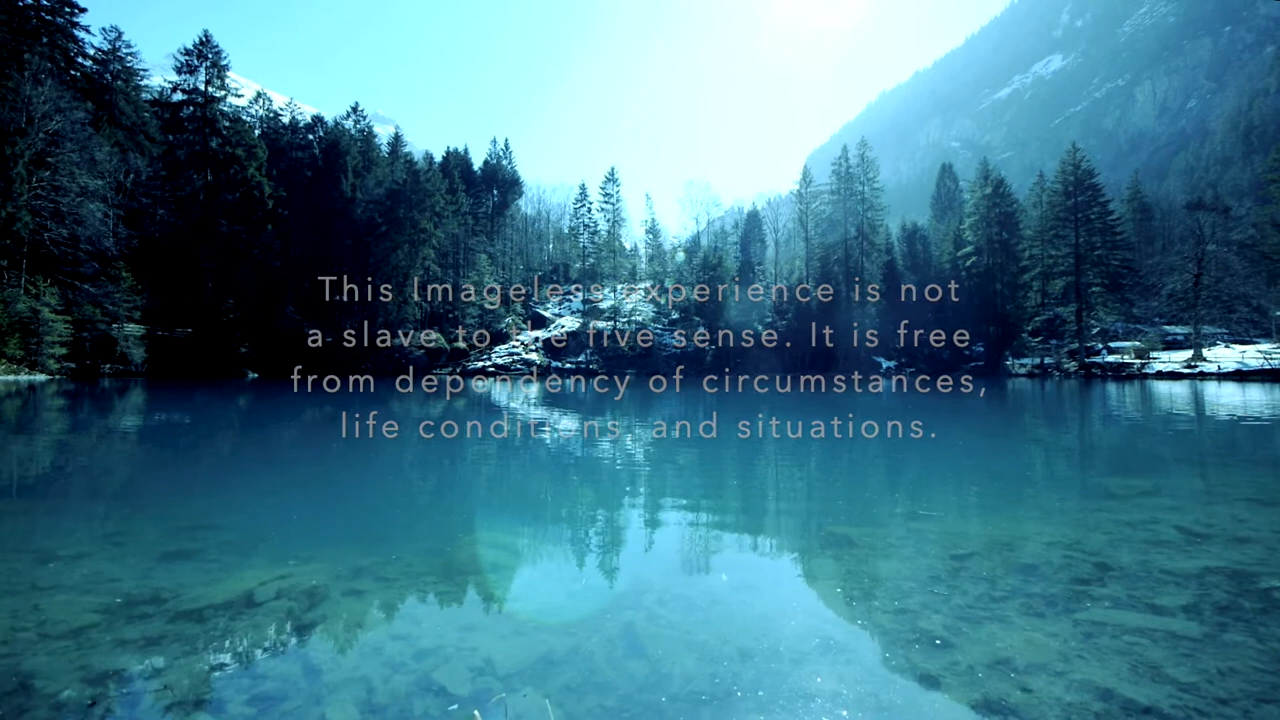 This Imageless experience is not
a slave to the five sense. It is free
from dependency of circumstances,
life conditions, and situations.